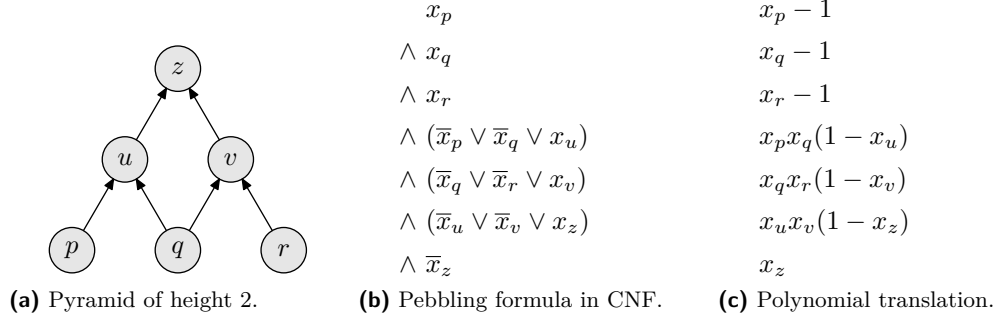 z
u
v
p
q
r
(a) Pyramid of height 2.
x_p
∧ x_q
∧ x_r
∧ (x̅_p ∨ x̅_q ∨ x_u)
∧ (x̅_q ∨ x̅_r ∨ x_v)
∧ (x̅_u ∨ x̅_v ∨ x_z)
∧ x̅_z
(b) Pebbling formula in CNF.
x_p − 1
x_q − 1
x_r − 1
x_p x_q (1 − x_u)
x_q x_r (1 − x_v)
x_u x_v (1 − x_z)
x_z
(c) Polynomial translation.